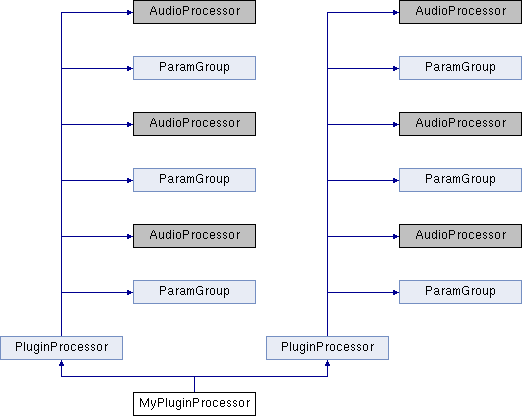 AudioProcessor AudioProcessor
ParamGroup ParamGroup
AudioProcessor AudioProcessor
ParamGroup ParamGroup
AudioProcessor AudioProcessor
ParamGroup ParamGroup
PluginProcessor PluginProcessor
MyPluginProcessor